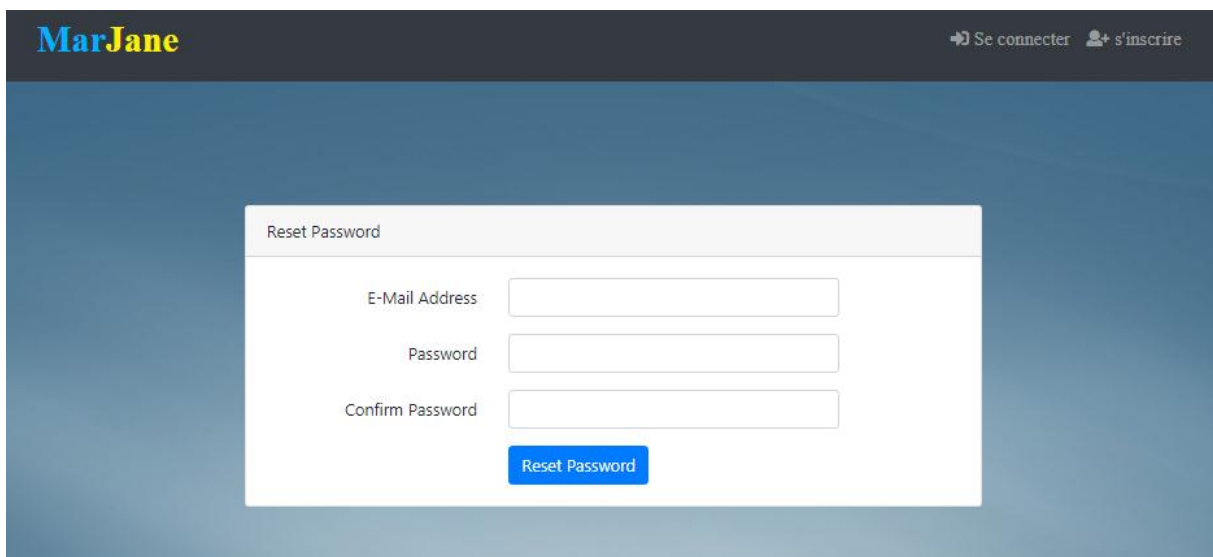 MarJane
Se connecter s'inscrire
Reset Password
E-Mail Address
Password
Confirm Password
Reset Password